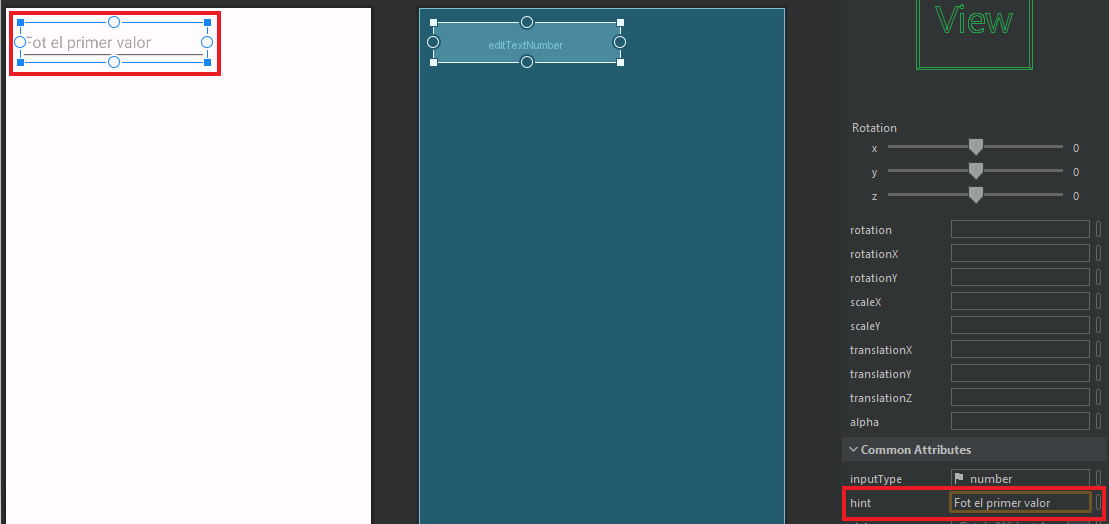 Fot el primer valor
editTextNumber
View
Rotation
x 0
y 0
z 0
rotation
rotationX
rotationY
scaleX
scaleY
translationX
translationY
translationZ
alpha
Common Attributes
inputType number
hint Fot el primer valor